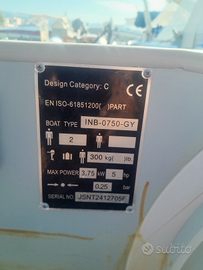 Design Category: C CE
EN ISO-61851200( )PART
BOAT TYPE INB-0750-GY
2
300 kg lb
MAX POWER 3,75 kW 5 hp
0,25 bar
SERIAL NO JSNT2412705F
subito